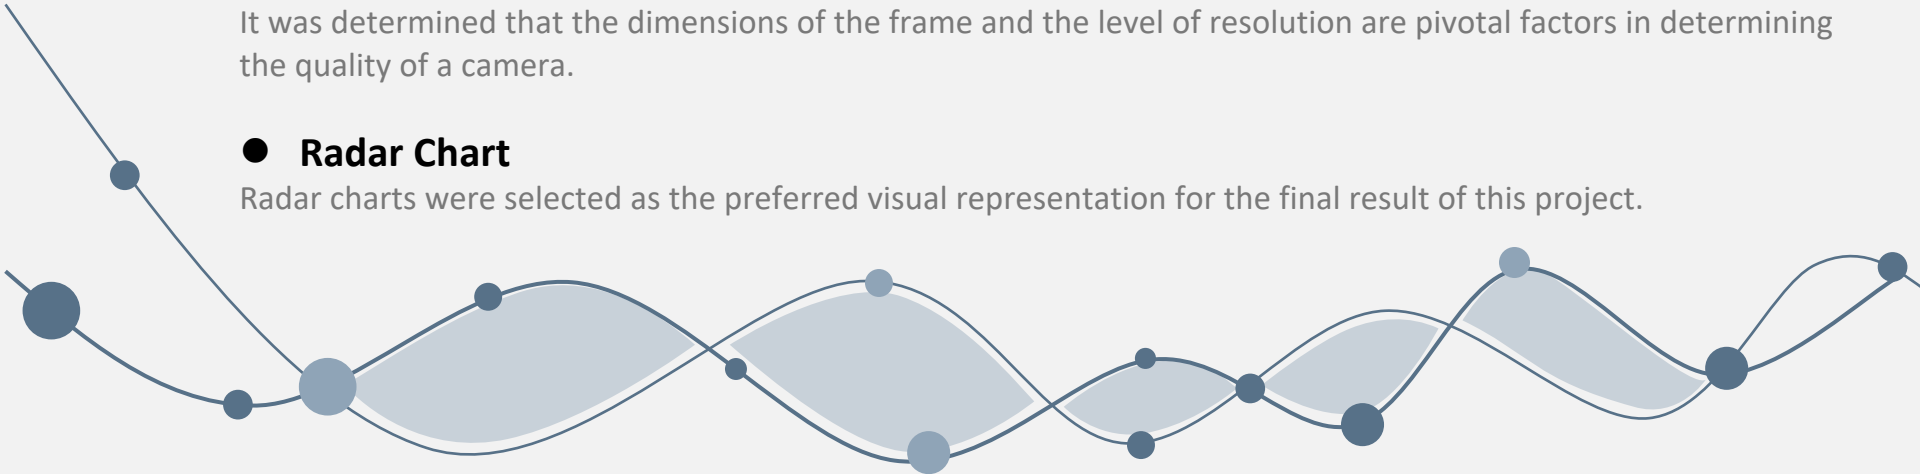 It was determined that the dimensions of the frame and the level of resolution are pivotal factors in determining
the quality of a camera.
● Radar Chart
Radar charts were selected as the preferred visual representation for the final result of this project.